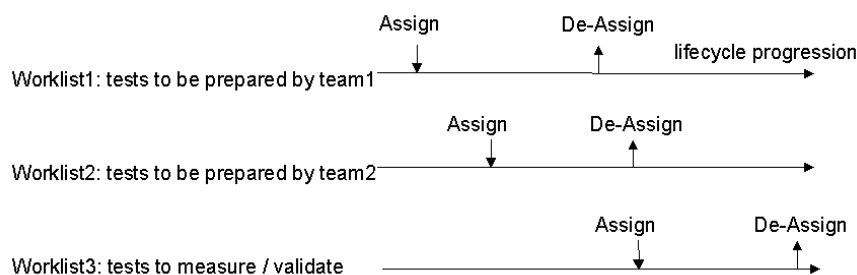 Assign De-Assign
lifecycle progression
Worklist1: tests to be prepared by team1
Assign De-Assign
Worklist2: tests to be prepared by team2
Assign De-Assign
Worklist3: tests to measure / validate